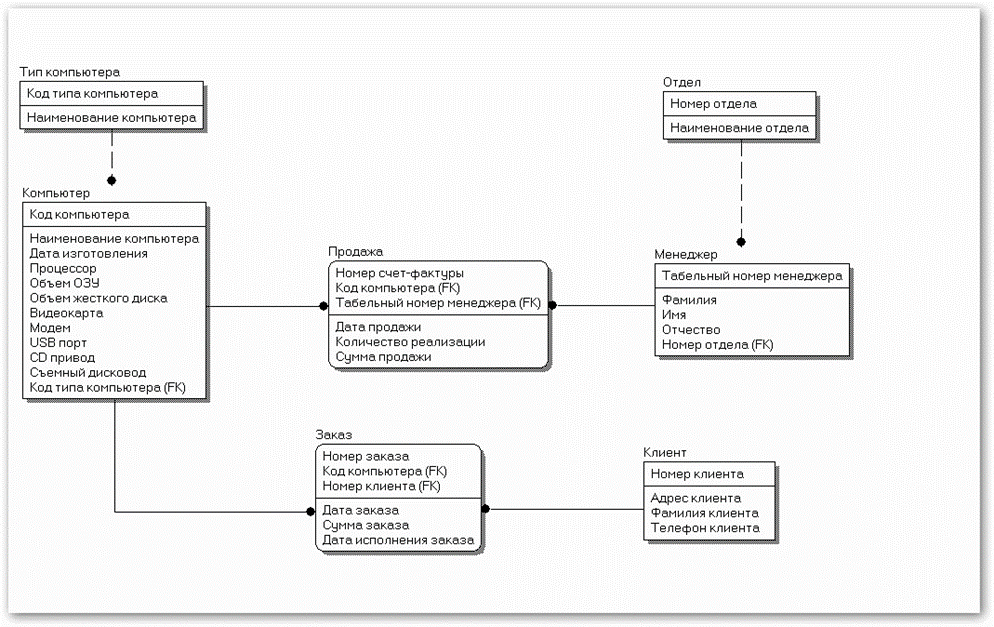 Тип компьютера
Код типа компьютера
Наименование компьютера
Отдел
Номер отдела
Наименование отдела
Компьютер
Код компьютера
Наименование компьютера
Дата изготовления
Процессор
Объем ОЗУ
Объем жесткого диска
Видеокарта
Модем
USB порт
CD привод
Съемный дисковод
Код типа компьютера (FK)
Продажа
Номер счет-фактуры
Код компьютера (FK)
Табельный номер менеджера (FK)
Дата продажи
Количество реализации
Сумма продажи
Менеджер
Табельный номер менеджера
Фамилия
Имя
Отчество
Номер отдела (FK)
Заказ
Номер заказа
Код компьютера (FK)
Номер клиента (FK)
Дата заказа
Сумма заказа
Дата исполнения заказа
Клиент
Номер клиента
Адрес клиента
Фамилия клиента
Телефон клиента